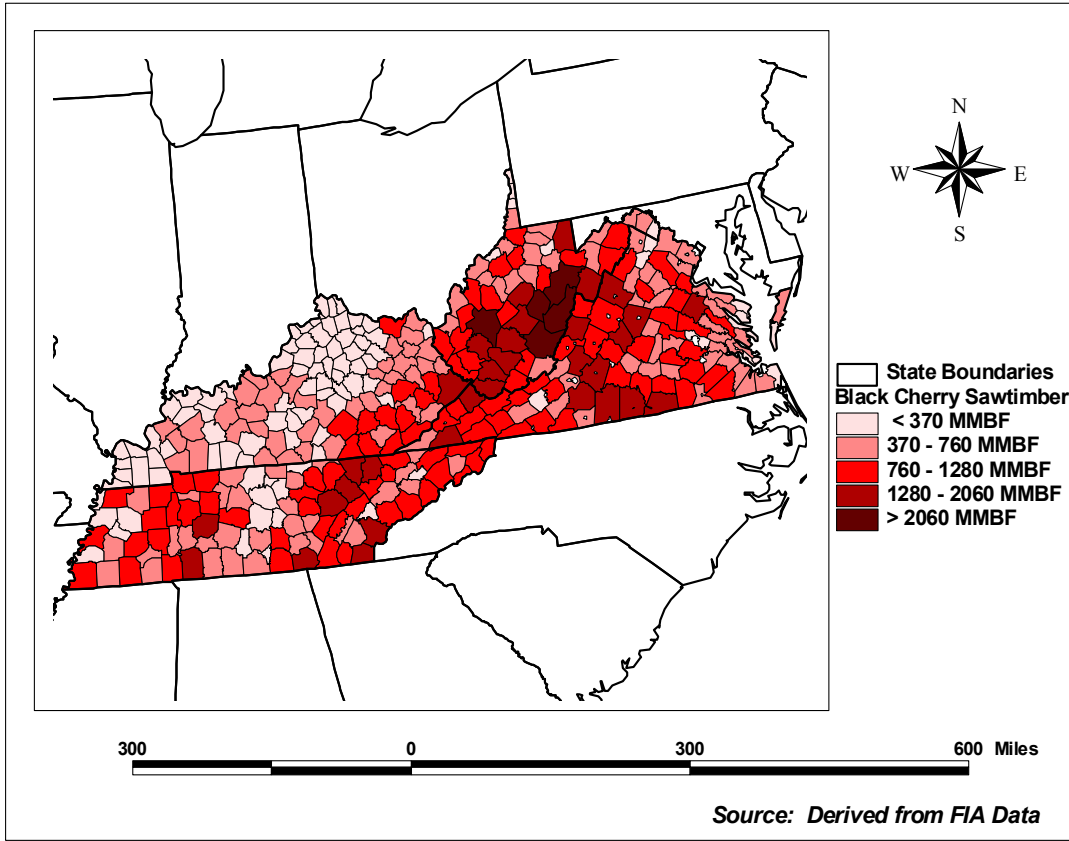 N
W E
S
State Boundaries
Black Cherry Sawtimber
< 370 MMBF
370 - 760 MMBF
760 - 1280 MMBF
1280 - 2060 MMBF
> 2060 MMBF
300 0 300 600 Miles
Source: Derived from FIA Data